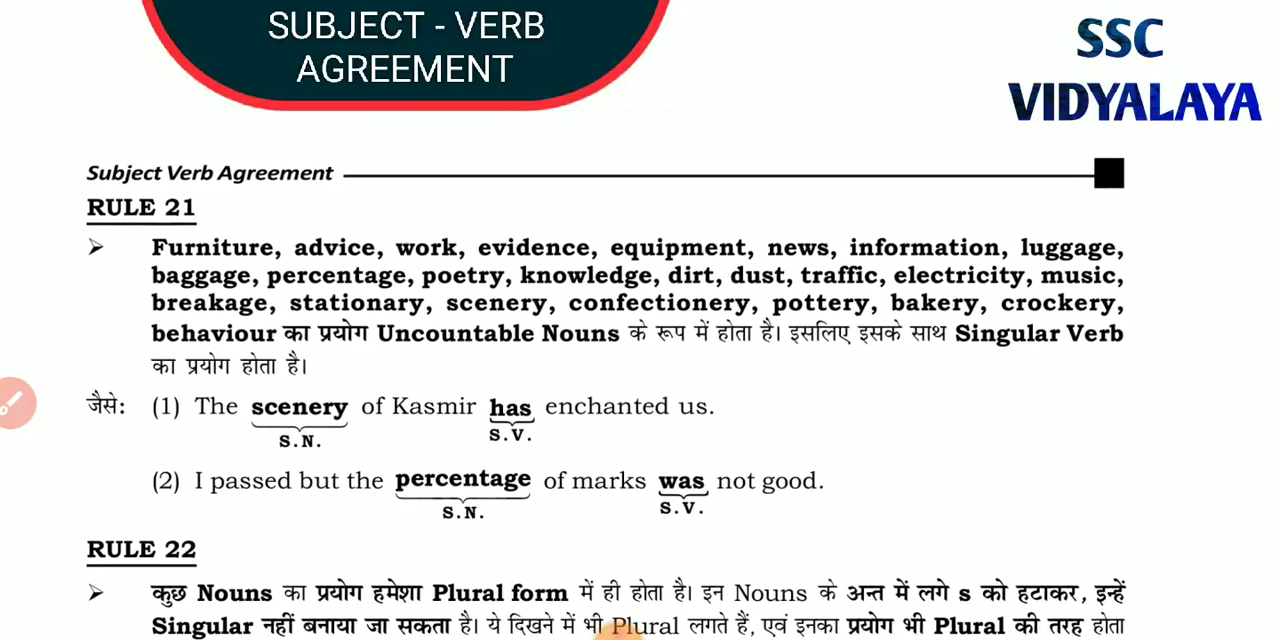 SUBJECT - VERB
AGREEMENT
SSC
VIDYALAYA
Subject Verb Agreement
RULE 21
➢ Furniture, advice, work, evidence, equipment, news, information, luggage,
baggage, percentage, poetry, knowledge, dirt, dust, traffic, electricity, music,
breakage, stationary, scenery, confectionery, pottery, bakery, crockery,
behaviour का प्रयोग Uncountable Nouns के रूप में होता है। इसलिए इसके साथ Singular Verb
का प्रयोग होता है।
जैसे: (1) The scenery of Kasmir has enchanted us.
S.N. S.V.
(2) I passed but the percentage of marks was not good.
S.N. S.V.
RULE 22
➢ कुछ Nouns का प्रयोग हमेशा Plural form में ही होता है। इन Nouns के अन्त में लगे s को हटाकर, इन्हें
Singular नहीं बनाया जा सकता है। ये दिखने में भी Plural लगते हैं, एवं इनका प्रयोग भी Plural की तरह होता